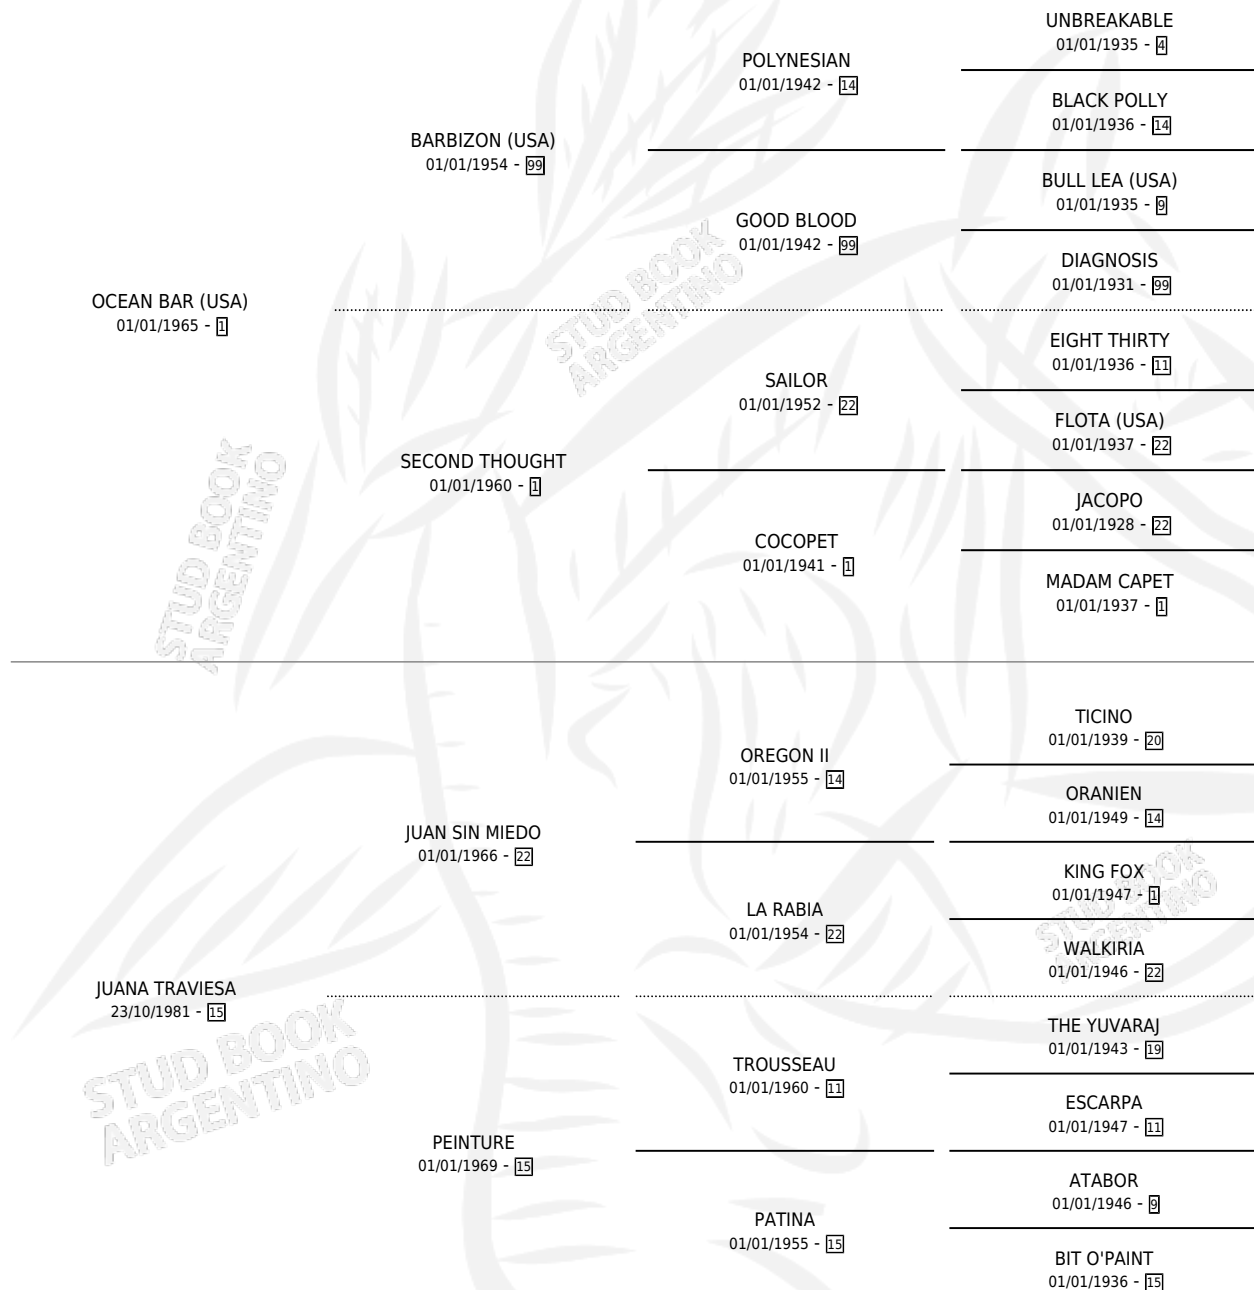 UNBREAKABLE
01/01/1935 - 4
POLYNESIAN
01/01/1942 - 14
BLACK POLLY
01/01/1936 - 14
BARBIZON (USA)
01/01/1954 - 99
BULL LEA (USA)
01/01/1935 - 9
GOOD BLOOD
01/01/1942 - 99
DIAGNOSIS
01/01/1931 - 99
OCEAN BAR (USA)
01/01/1965 - 1
EIGHT THIRTY
01/01/1936 - 11
SAILOR
01/01/1952 - 22
FLOTA (USA)
01/01/1937 - 22
SECOND THOUGHT
01/01/1960 - 1
JACOPO
01/01/1928 - 22
COCOPET
01/01/1941 - 1
MADAM CAPET
01/01/1937 - 1
TICINO
01/01/1939 - 20
OREGON II
01/01/1955 - 14
ORANIEN
01/01/1949 - 14
JUAN SIN MIEDO
01/01/1966 - 22
KING FOX
01/01/1947 - 1
LA RABIA
01/01/1954 - 22
WALKIRIA
01/01/1946 - 22
JUANA TRAVIESA
23/10/1981 - 15
THE YUVARAJ
01/01/1943 - 19
TROUSSEAU
01/01/1960 - 11
ESCARPA
01/01/1947 - 11
PEINTURE
01/01/1969 - 15
ATABOR
01/01/1946 - 9
PATINA
01/01/1955 - 15
BIT O'PAINT
01/01/1936 - 15
STUD BOOK
ARGENTINO
STUD BOOK
ARGENTINO
STUD BOOK
ARGENTINO
STUD BOOK
ARGENTINO